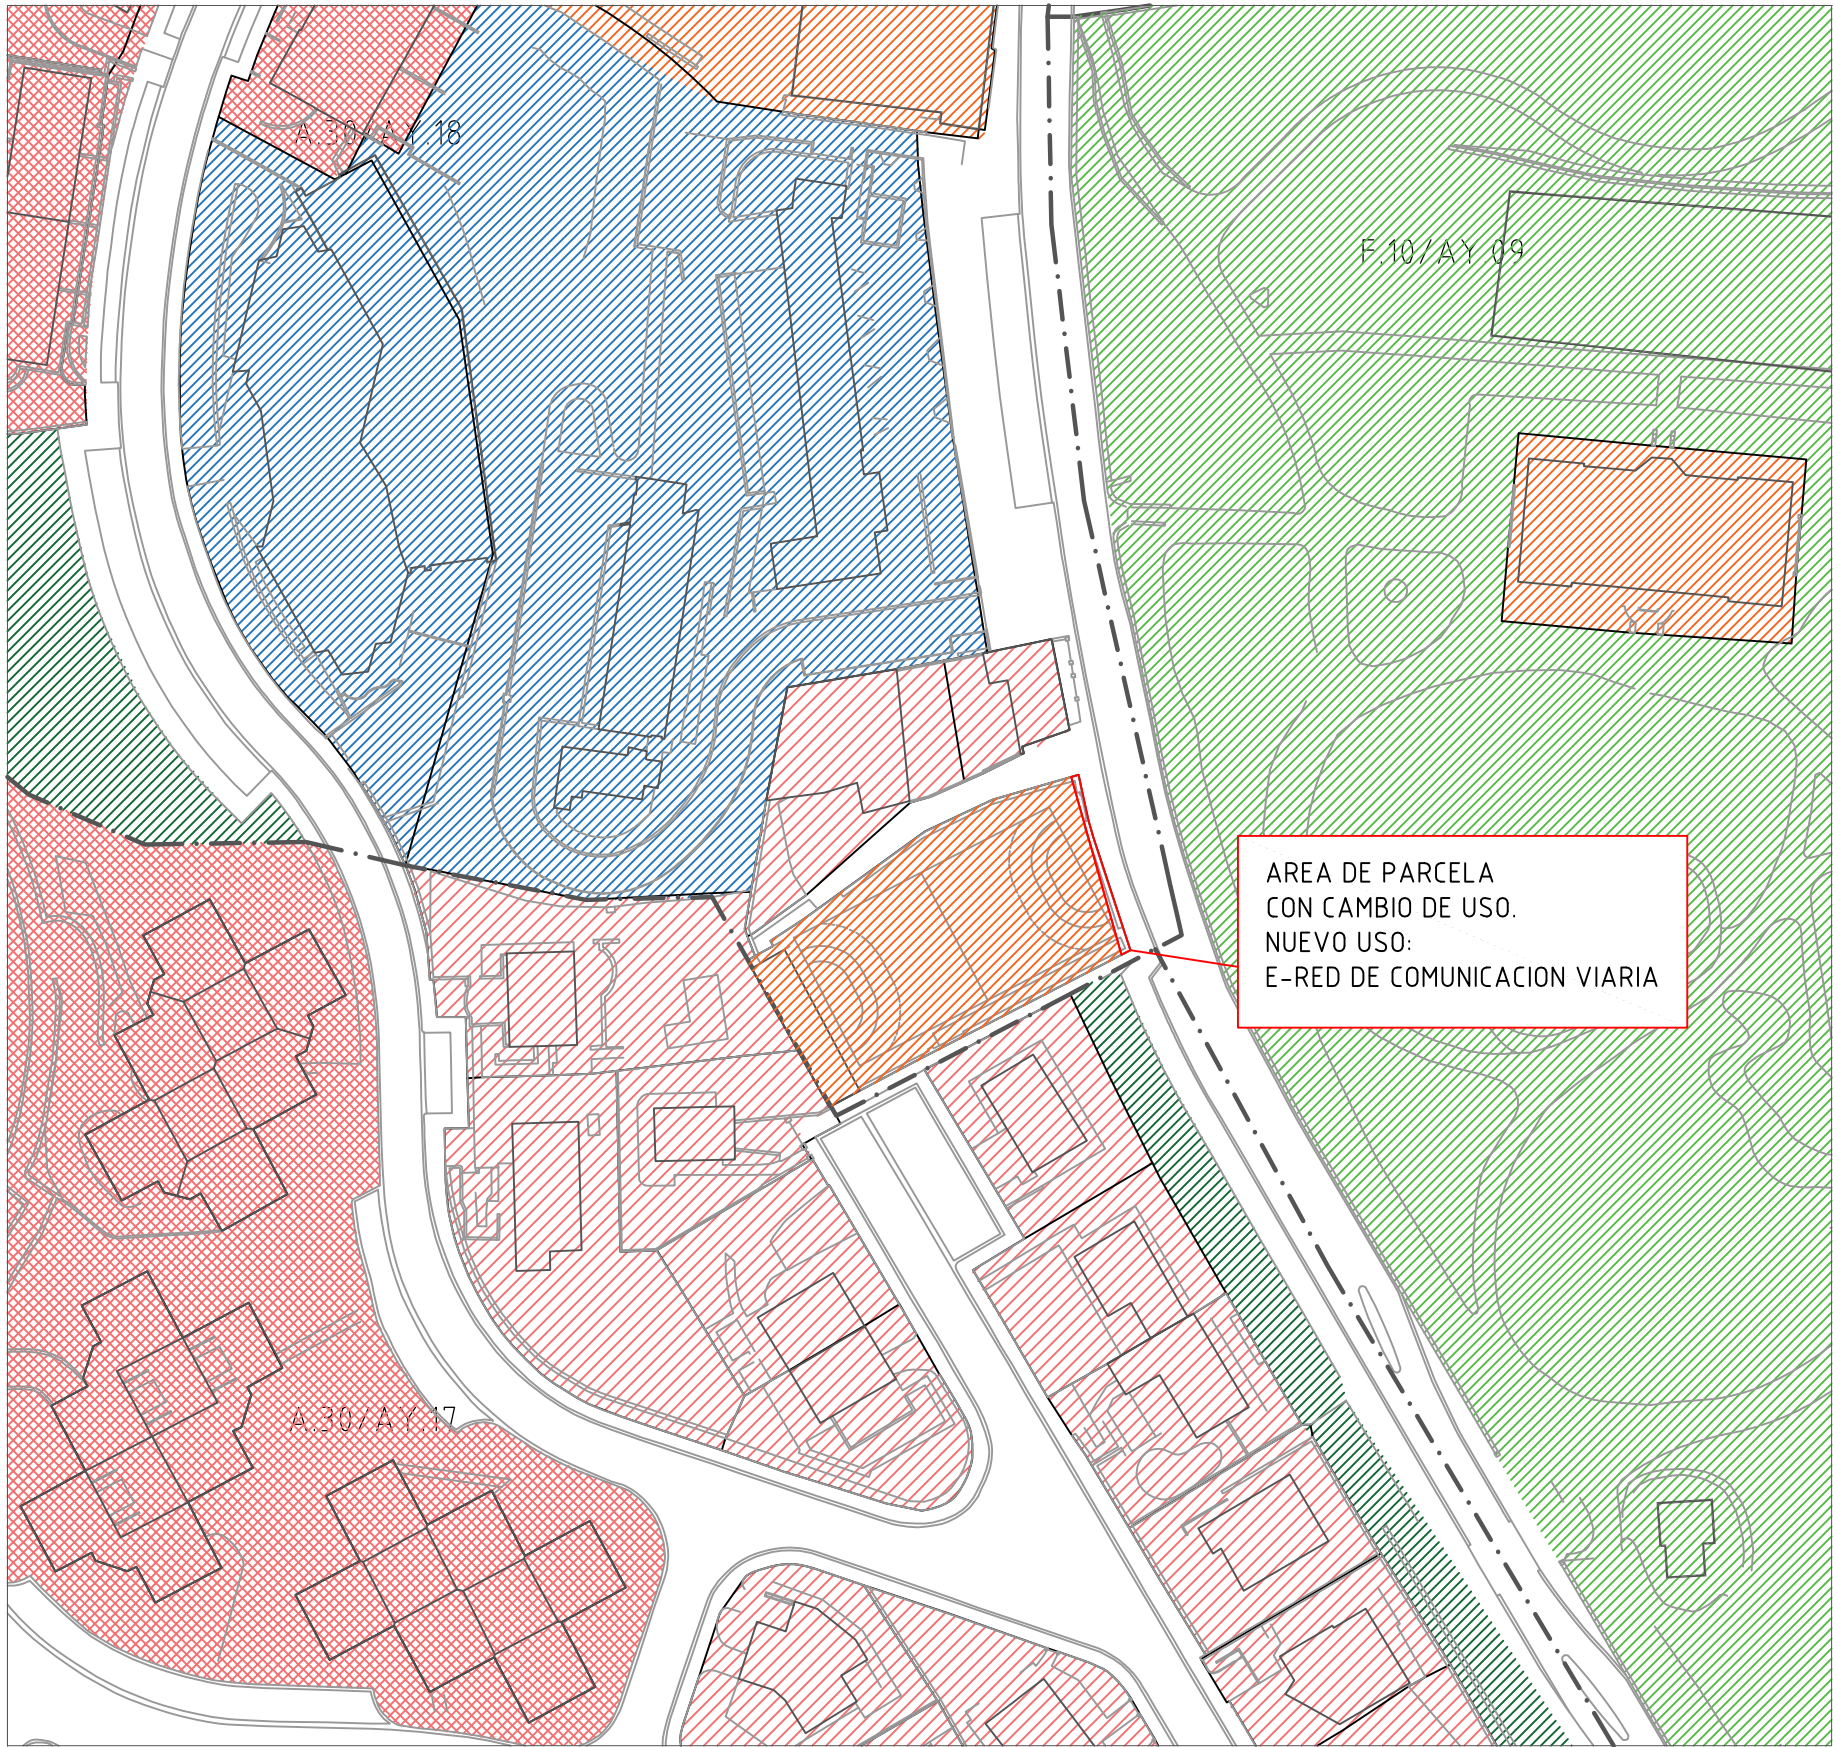 A.30/AY.18
F.10/AY 09
AREA DE PARCELA
CON CAMBIO DE USO.
NUEVO USO:
E-RED DE COMUNICACION VIARIA
A.30/AY.17